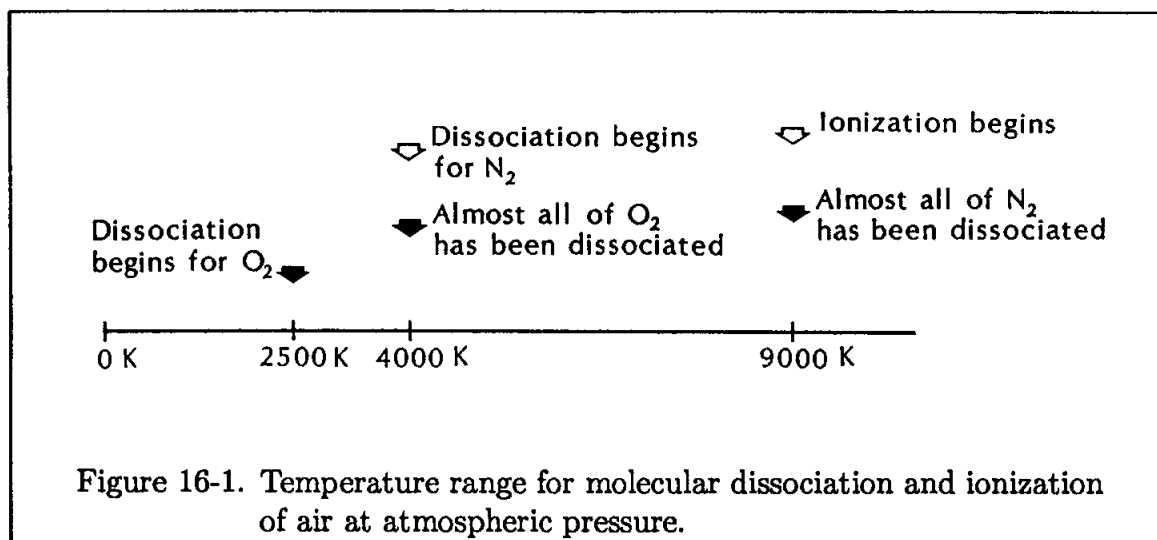 Dissociation begins
for N₂
Ionization begins
Almost all of O₂
has been dissociated
Almost all of N₂
has been dissociated
Dissociation
begins for O₂
0 K
2500 K
4000 K
9000 K
Figure 16-1. Temperature range for molecular dissociation and ionization
of air at atmospheric pressure.